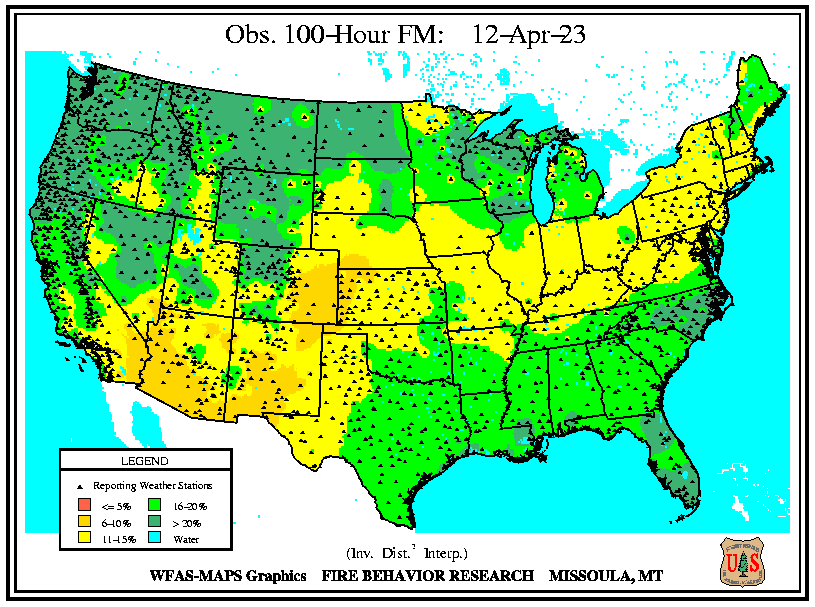 Obs. 100-Hour FM: 12-Apr-23
LEGEND
Reporting Weather Stations
<= 5% 16-20%
6-10% > 20%
11-15% Water
(Inv. Dist.² Interp.)
WFAS-MAPS Graphics FIRE BEHAVIOR RESEARCH MISSOULA, MT
U S